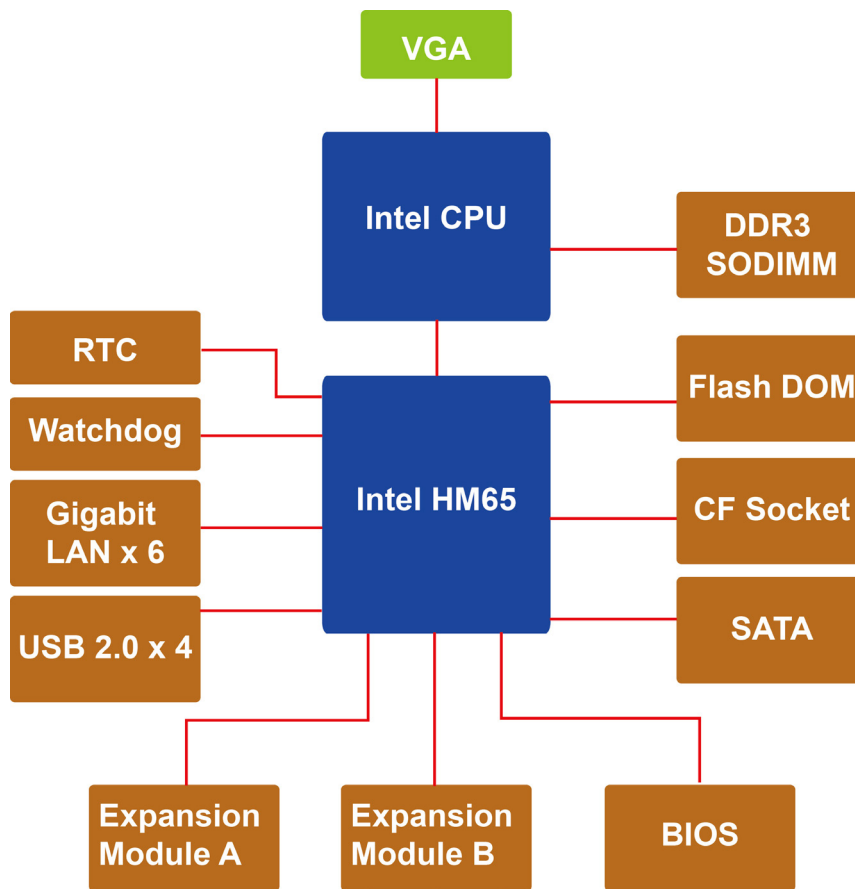 VGA
Intel CPU
DDR3
SODIMM
RTC
Flash DOM
Watchdog
Intel HM65
CF Socket
Gigabit
LAN x 6
USB 2.0 x 4
SATA
Expansion
Module A
Expansion
Module B
BIOS